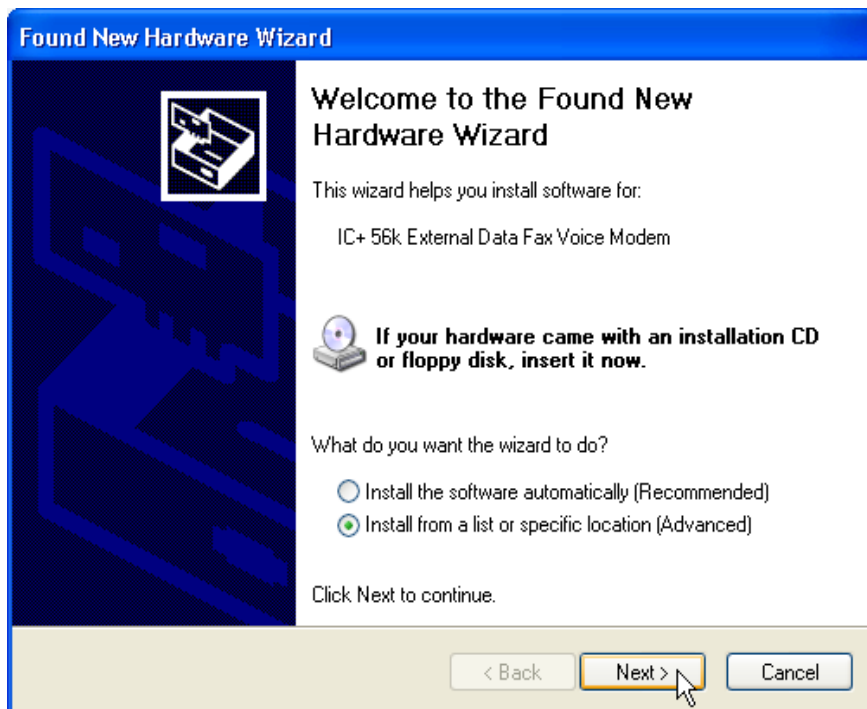 Found New Hardware Wizard
Welcome to the Found New
Hardware Wizard
This wizard helps you install software for:
IC+ 56k External Data Fax Voice Modem
If your hardware came with an installation CD
or floppy disk, insert it now.
What do you want the wizard to do?
Install the software automatically (Recommended)
Install from a list or specific location (Advanced)
Click Next to continue.
< Back
Next >
Cancel